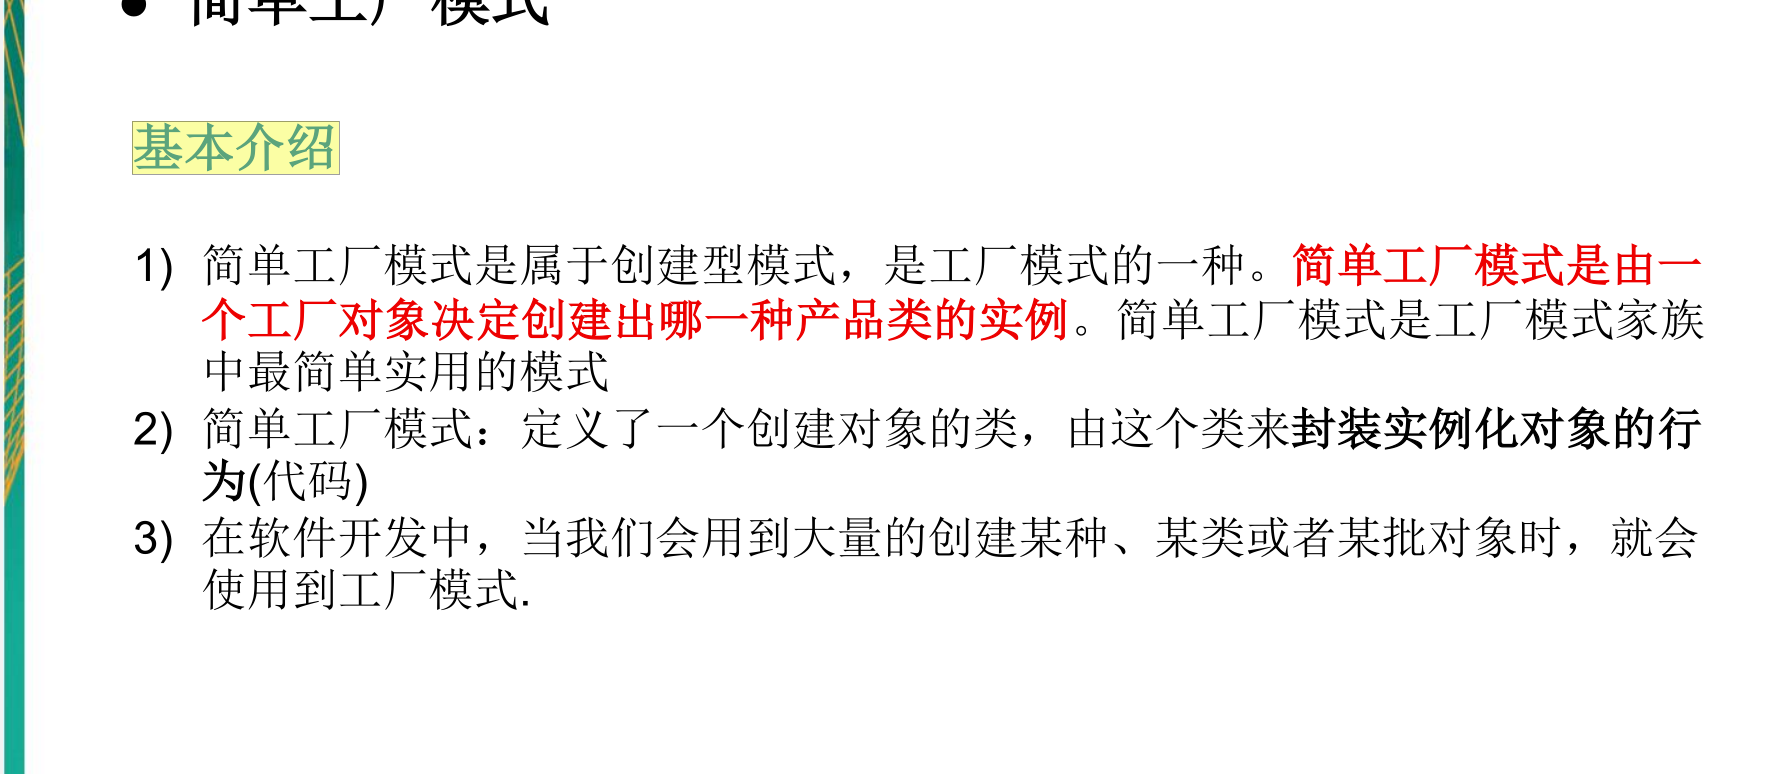 ● 简单工厂模式
基本介绍
1) 简单工厂模式是属于创建型模式，是工厂模式的一种。简单工厂模式是由一
个工厂对象决定创建出哪一种产品类的实例。简单工厂模式是工厂模式家族
中最简单实用的模式
2) 简单工厂模式：定义了一个创建对象的类，由这个类来封装实例化对象的行
为(代码)
3) 在软件开发中，当我们会用到大量的创建某种、某类或者某批对象时，就会
使用到工厂模式.